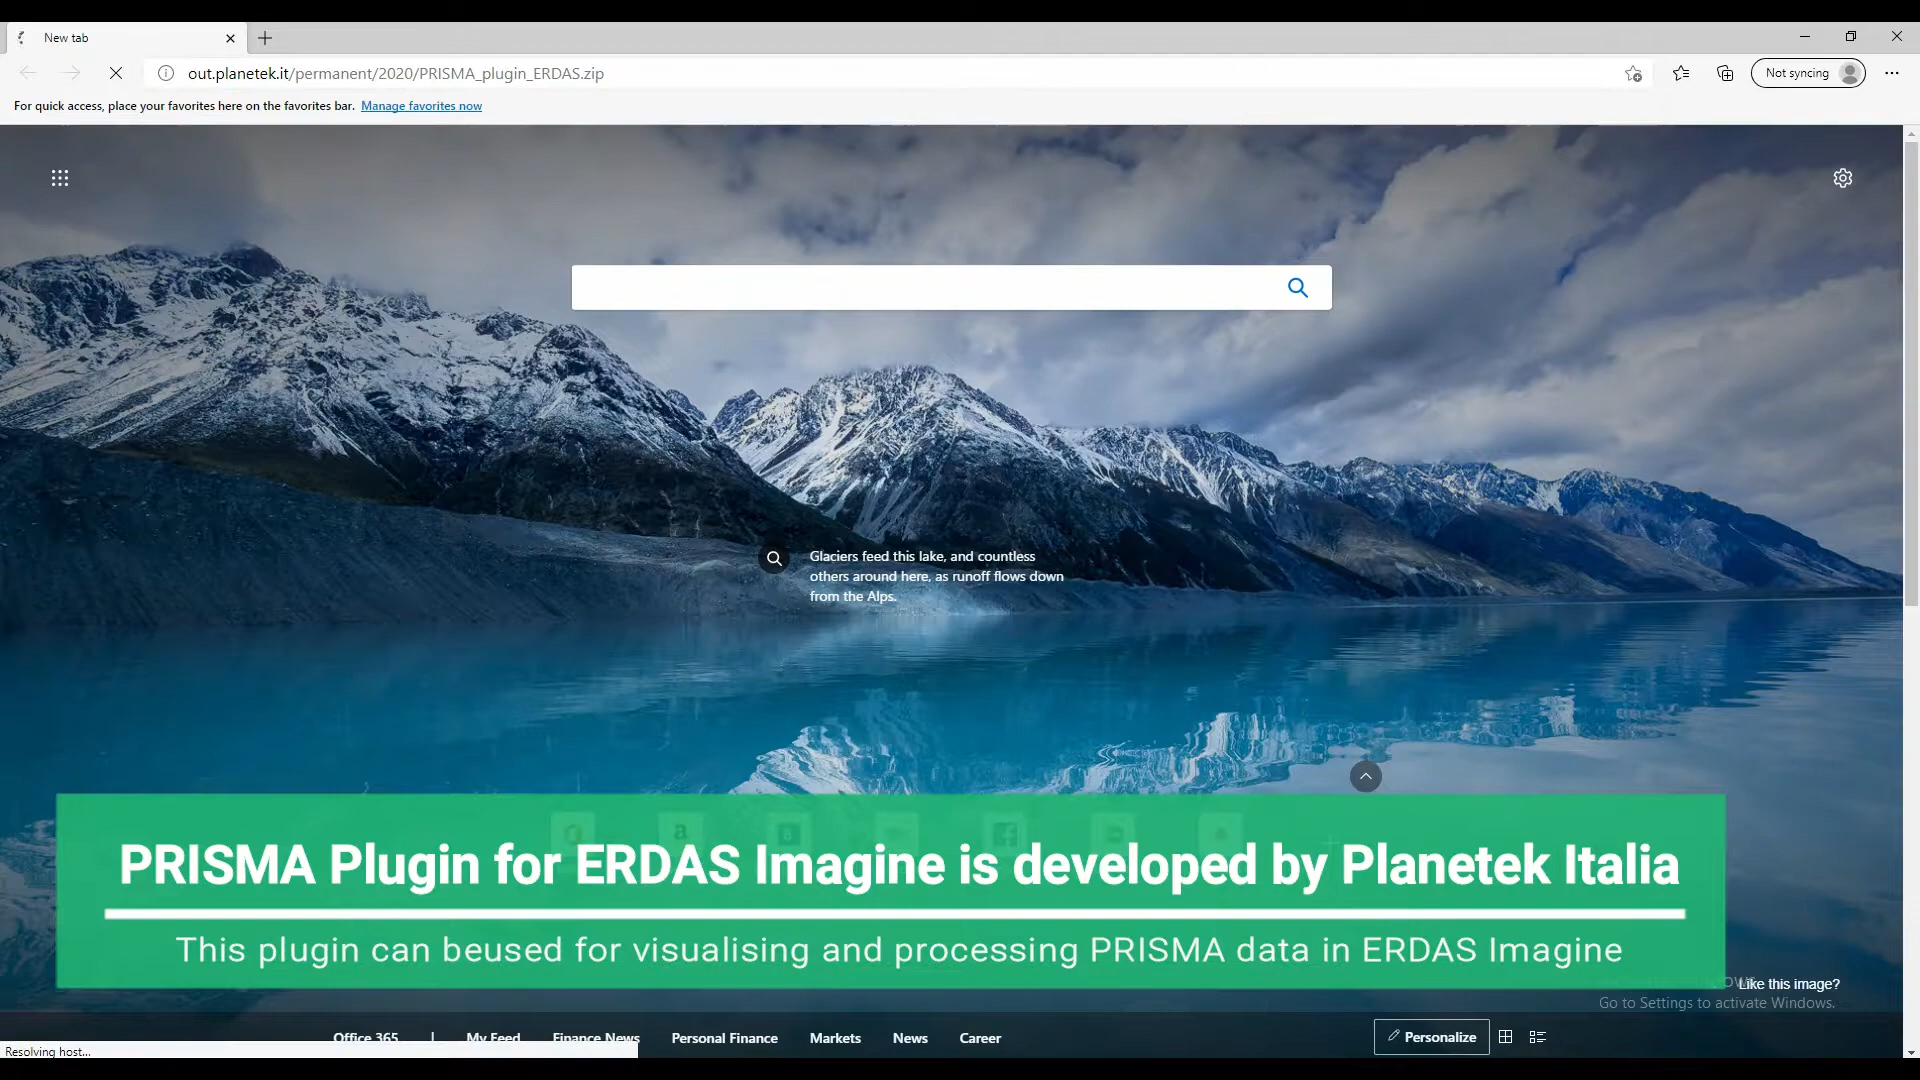 New tab
out.planetek.it/permanent/2020/PRISMA_plugin_ERDAS.zip
Not syncing
For quick access, place your favorites here on the favorites bar. Manage favorites now
Glaciers feed this lake, and countless
others around here, as runoff flows down
from the Alps.
PRISMA Plugin for ERDAS Imagine is developed by Planetek Italia
This plugin can beused for visualising and processing PRISMA data in ERDAS Imagine
Like this image?
Go to Settings to activate Windows.
Office 365 | My Feed Finance News Personal Finance Markets News Career
Personalize
Resolving host...